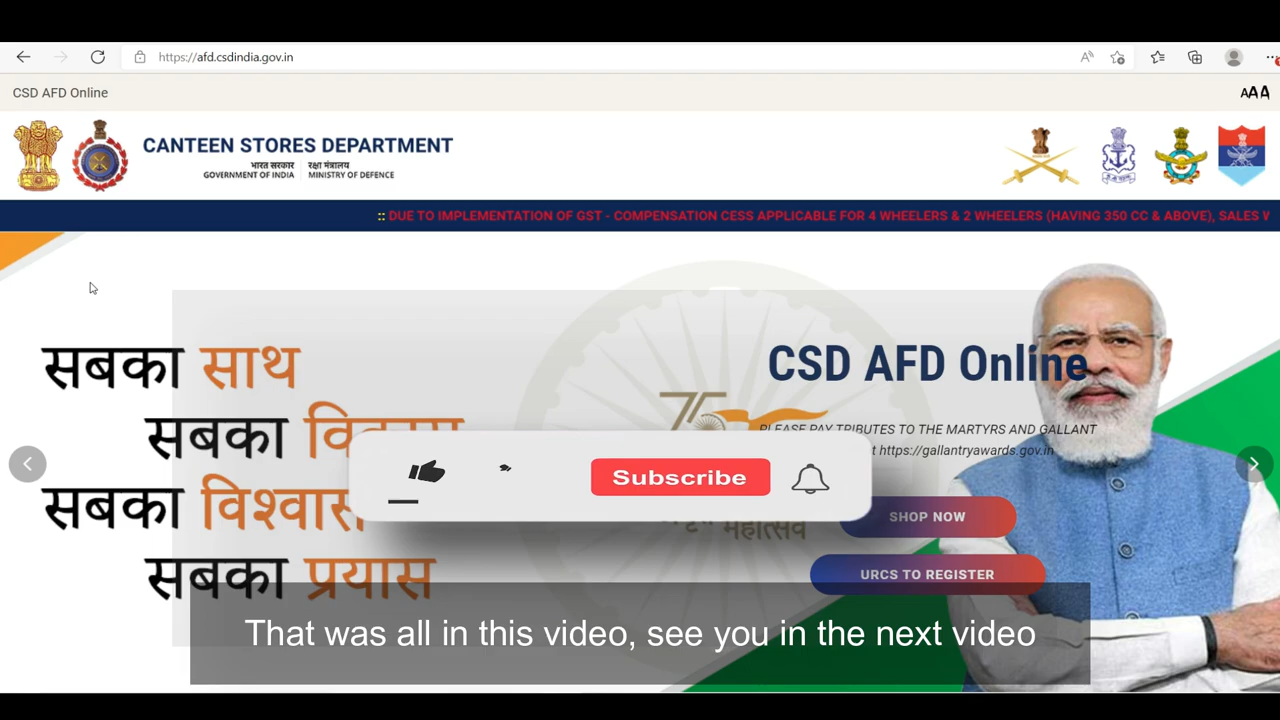 https://afd.csdindia.gov.in
CSD AFD Online
AAA
CANTEEN STORES DEPARTMENT
भारत सरकार रक्षा मंत्रालय
GOVERNMENT OF INDIA MINISTRY OF DEFENCE
:: DUE TO IMPLEMENTATION OF GST - COMPENSATION CESS APPLICABLE FOR 4 WHEELERS & 2 WHEELERS (HAVING 350 CC & ABOVE), SALES
सबका साथ
सबका
सबका विश्वास
सबका प्रयास
75
महोत्सव
CSD AFD Online
PLEASE PAY TRIBUTES TO THE MARTYRS AND GALLANT
https://gallantryawards.gov.in
SHOP NOW
URCS TO REGISTER
Subscribe
That was all in this video, see you in the next video